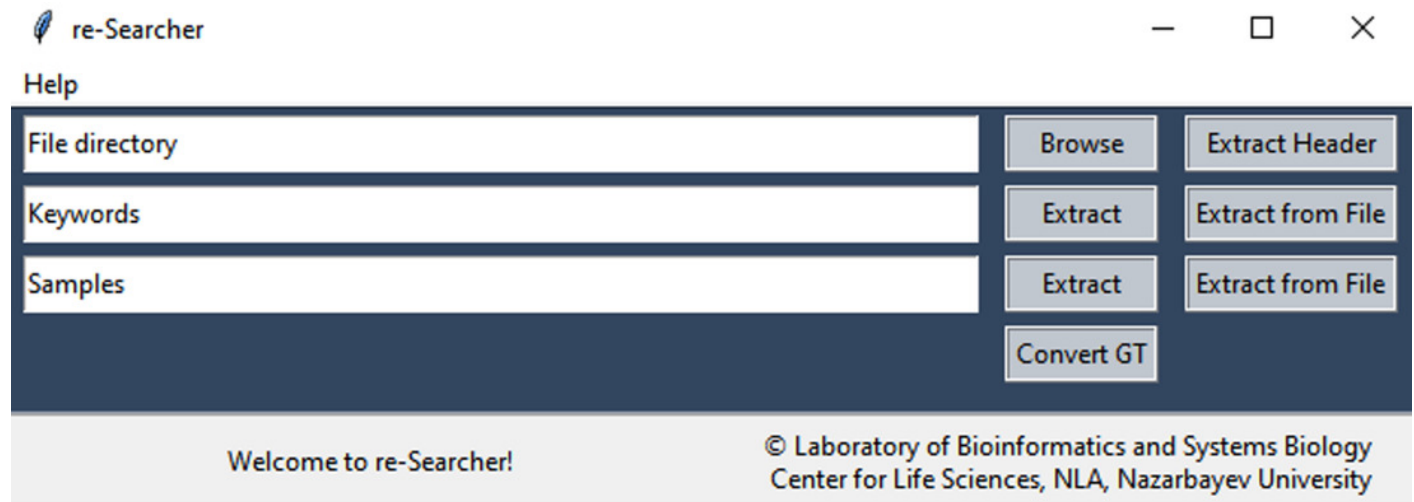 re-Searcher
Help
File directory Browse Extract Header
Keywords Extract Extract from File
Samples Extract Extract from File
Convert GT
Welcome to re-Searcher!
© Laboratory of Bioinformatics and Systems Biology
Center for Life Sciences, NLA, Nazarbayev University